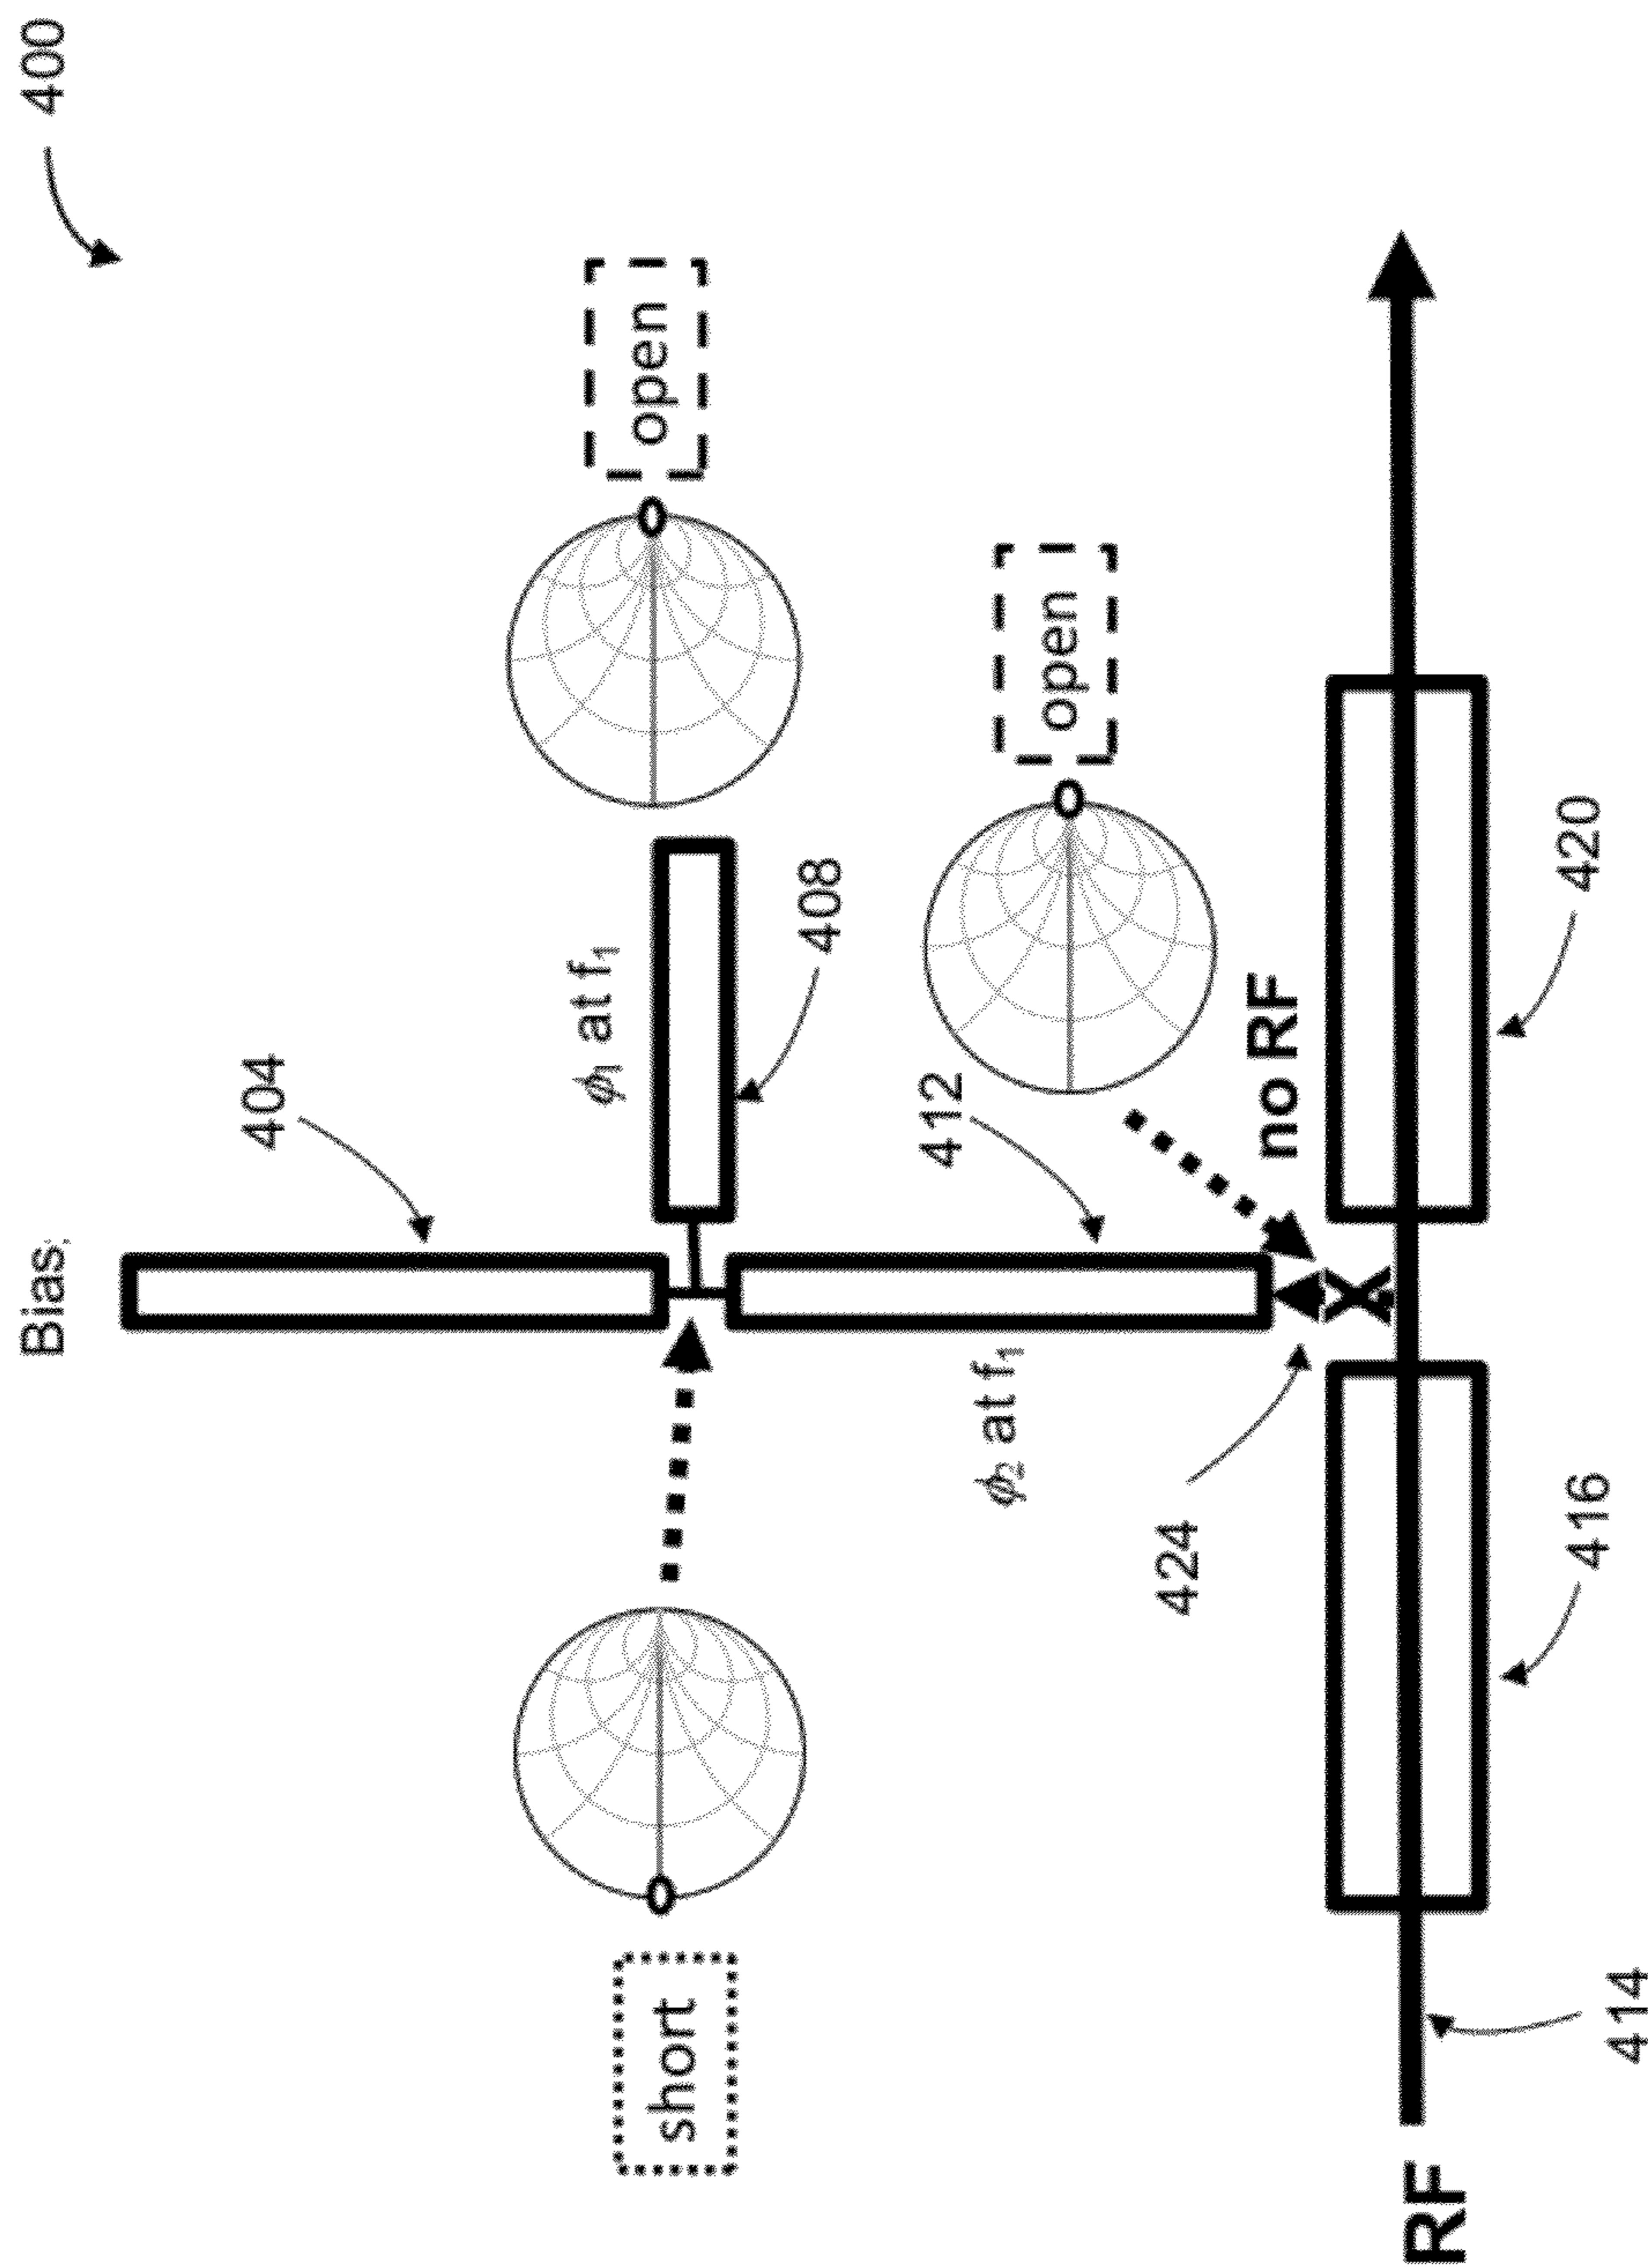 400
Bias
404
ϕ₁ at f₁
short
open
408
412
ϕ₂ at f₁
open
424
no RF
RF
416
420
414